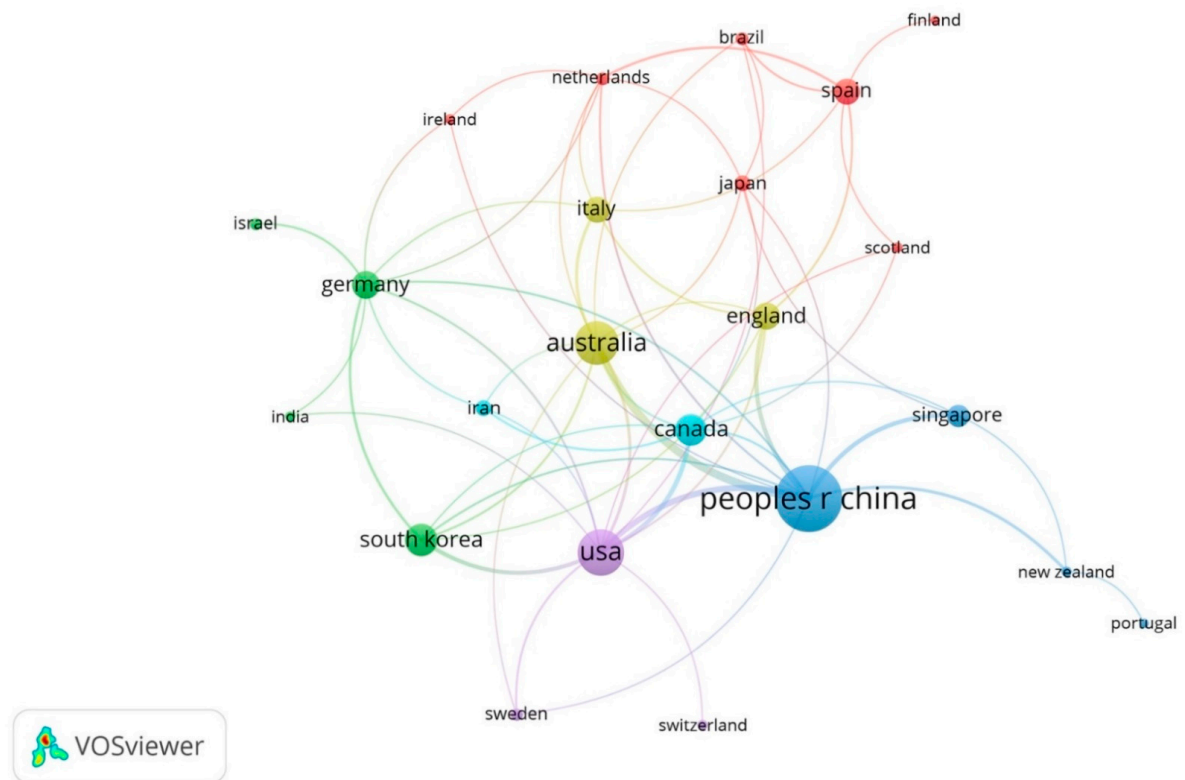 finland
brazil
netherlands
spain
ireland
japan
italy
israel
scotland
germany
england
australia
iran
singapore
india
canada
peoples r china
south korea
usa
new zealand
portugal
sweden
switzerland
VOSviewer